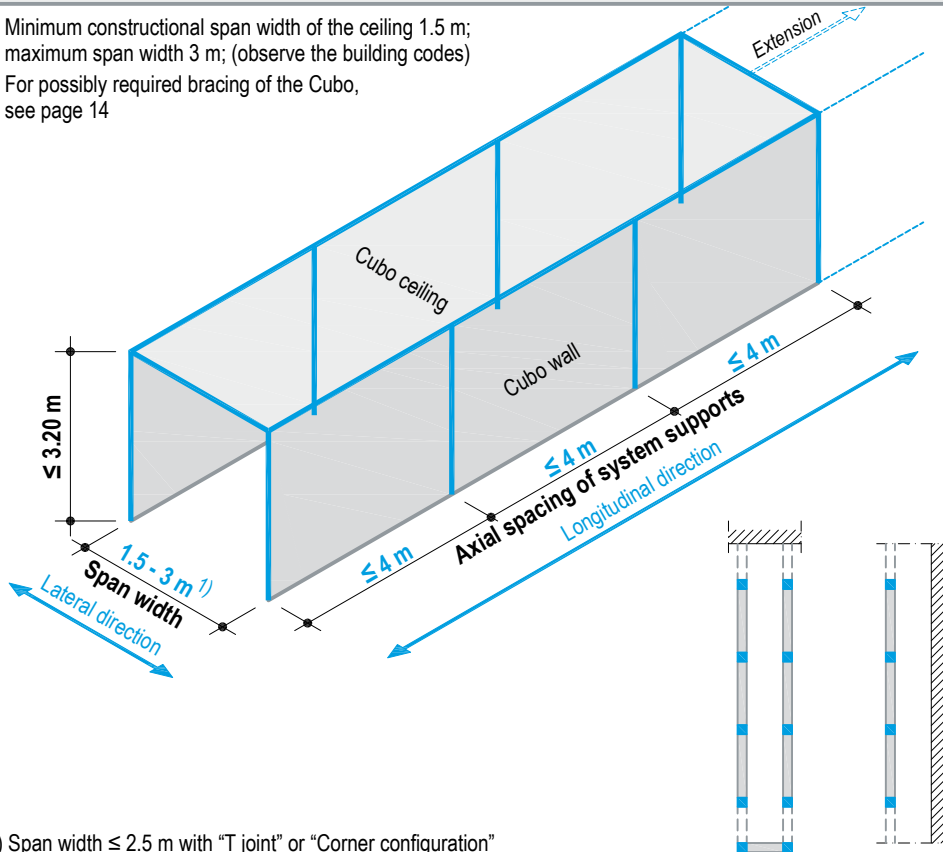 Minimum constructional span width of the ceiling 1.5 m;
maximum span width 3 m; (observe the building codes)
For possibly required bracing of the Cubo,
see page 14
Extension
Cubo ceiling
Cubo wall
≤ 3.20 m
≤ 4 m
≤ 4 m
≤ 4 m
Axial spacing of system supports
Longitudinal direction
1.5 - 3 m 1)
Span width
Lateral direction
) Span width ≤ 2.5 m with “T joint” or “Corner configuration”